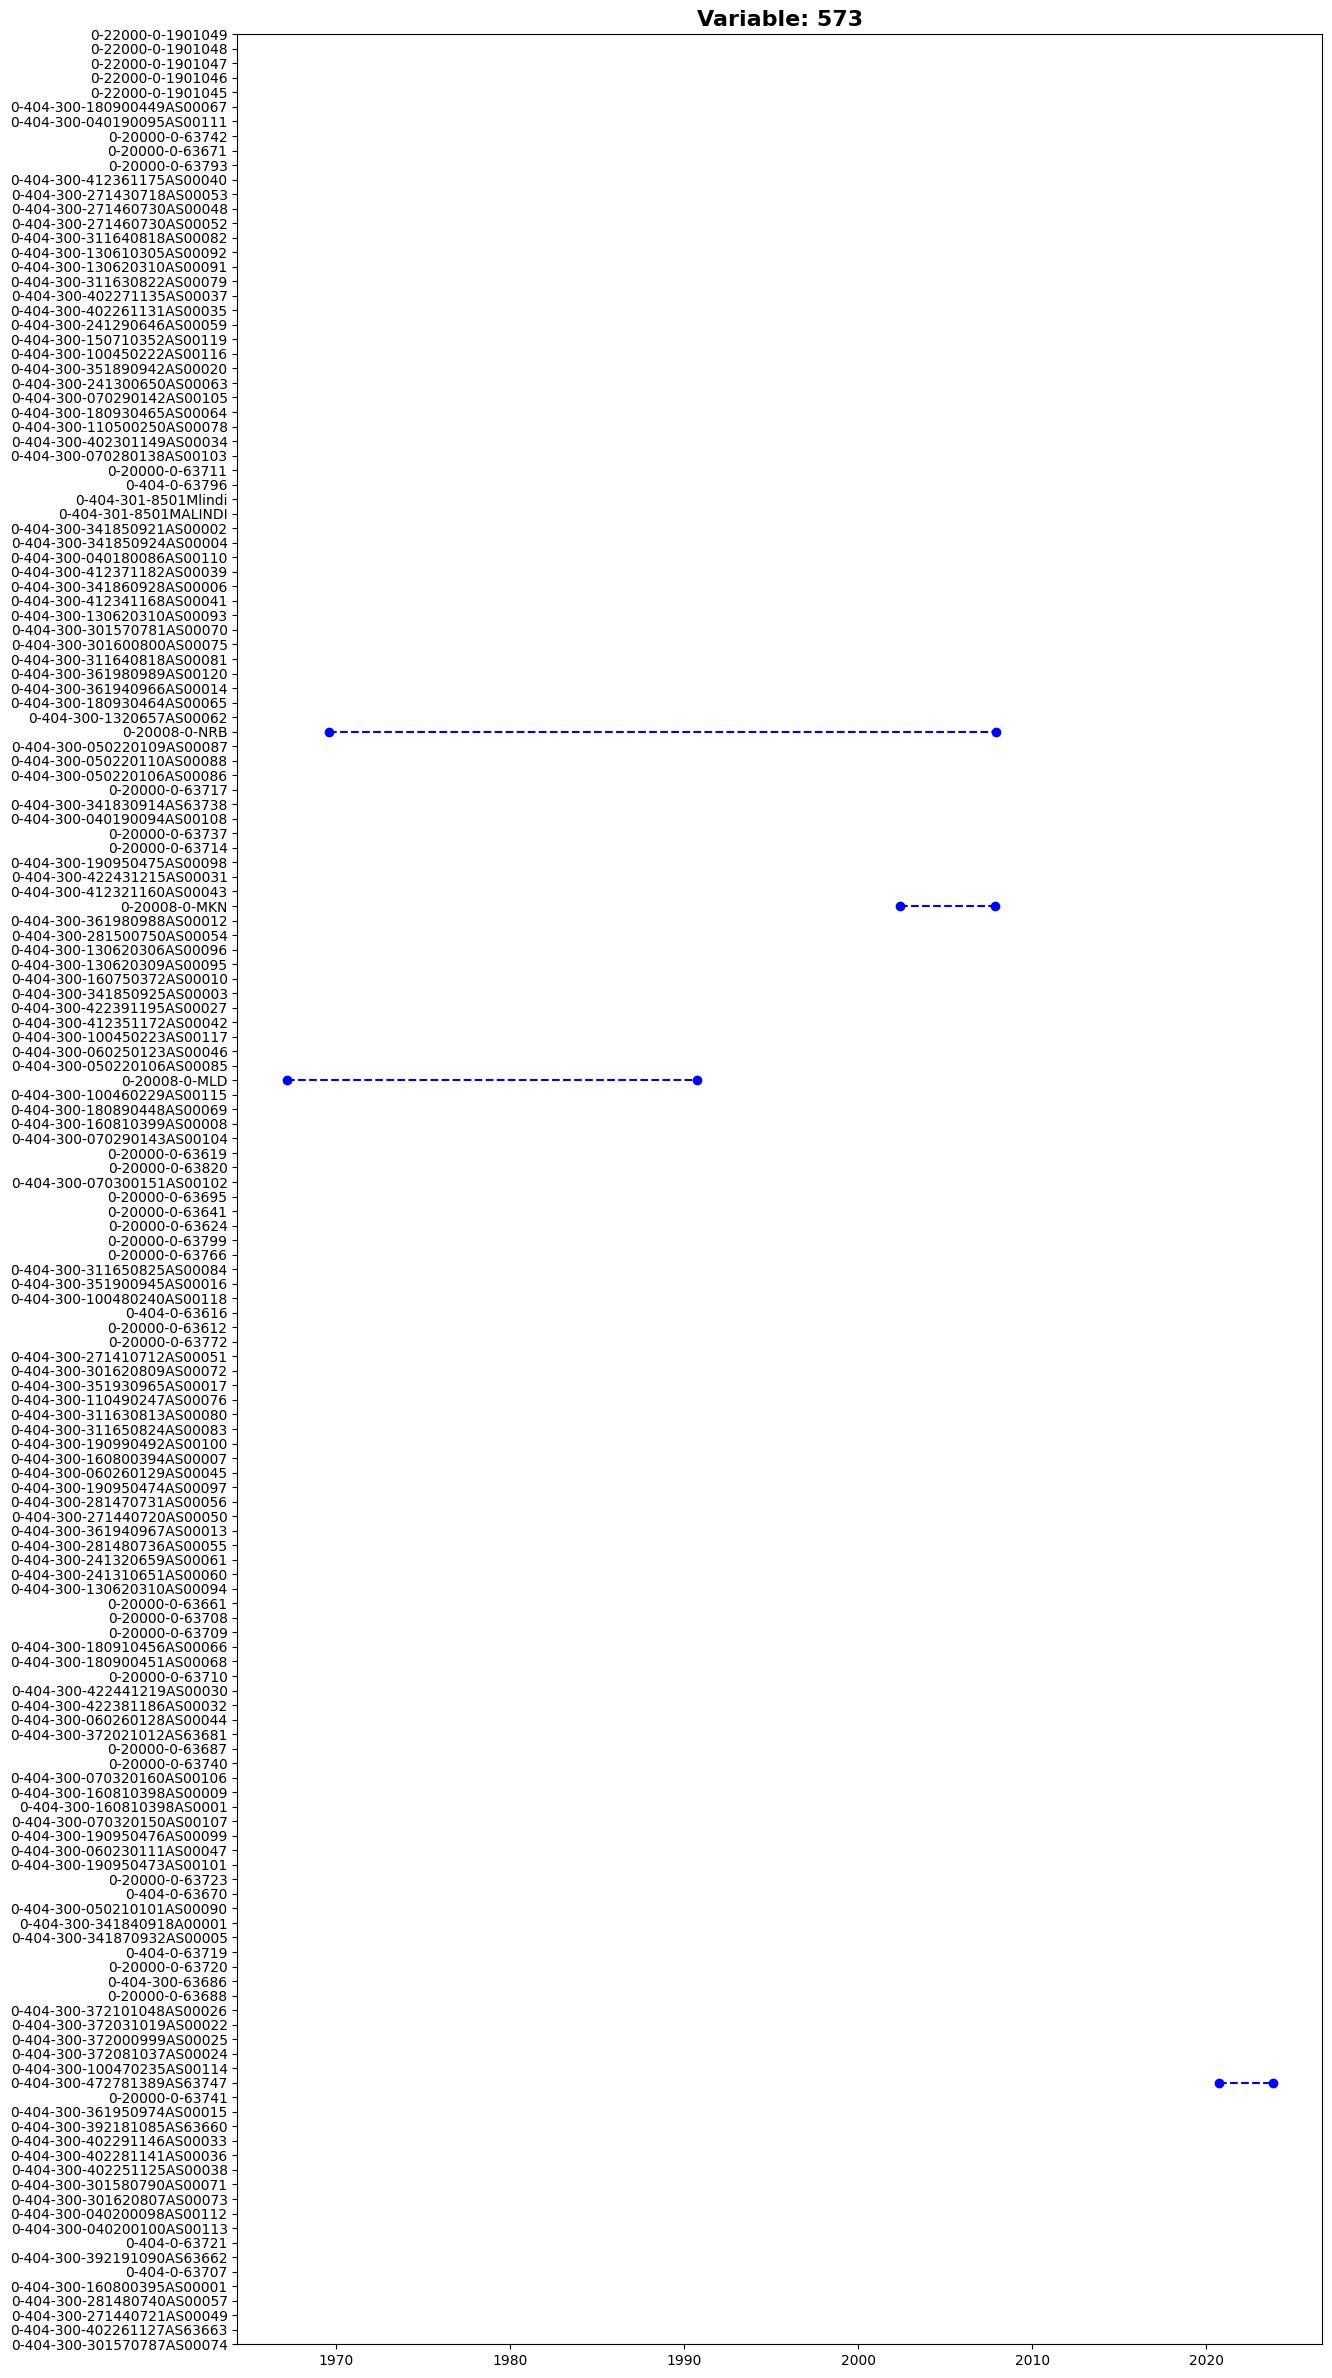 Variable: 573
0-22000-0-1901049
0-22000-0-1901048
0-22000-0-1901047
0-22000-0-1901046
0-22000-0-1901045
0-404-300-180900449AS00067
0-404-300-040190095AS00111
0-20000-0-63742
0-20000-0-63671
0-20000-0-63793
0-404-300-412361175AS00040
0-404-300-271430718AS00053
0-404-300-271460730AS00048
0-404-300-271460730AS00052
0-404-300-311640818AS00082
0-404-300-130610305AS00092
0-404-300-130620310AS00091
0-404-300-311630822AS00079
0-404-300-402271135AS00037
0-404-300-402261131AS00035
0-404-300-241290646AS00059
0-404-300-150710352AS00119
0-404-300-100450222AS00116
0-404-300-351890942AS00020
0-404-300-241300650AS00063
0-404-300-070290142AS00105
0-404-300-180930465AS00064
0-404-300-110500250AS00078
0-404-300-402301149AS00034
0-404-300-070280138AS00103
0-20000-0-63711
0-404-0-63796
0-404-301-8501Mlindi
0-404-301-8501MALINDI
0-404-300-341850921AS00002
0-404-300-341850924AS00004
0-404-300-040180086AS00110
0-404-300-412371182AS00039
0-404-300-341860928AS00006
0-404-300-412341168AS00041
0-404-300-130620310AS00093
0-404-300-301570781AS00070
0-404-300-301600800AS00075
0-404-300-311640818AS00081
0-404-300-361980989AS00120
0-404-300-361940966AS00014
0-404-300-180930464AS00065
0-404-300-1320657AS00062
0-20008-0-NRB
0-404-300-050220109AS00087
0-404-300-050220110AS00088
0-404-300-050220106AS00086
0-20000-0-63717
0-404-300-341830914AS63738
0-404-300-040190094AS00108
0-20000-0-63737
0-20000-0-63714
0-404-300-190950475AS00098
0-404-300-422431215AS00031
0-404-300-412321160AS00043
0-20008-0-MKN
0-404-300-361980988AS00012
0-404-300-281500750AS00054
0-404-300-130620306AS00096
0-404-300-130620309AS00095
0-404-300-160750372AS00010
0-404-300-341850925AS00003
0-404-300-422391195AS00027
0-404-300-412351172AS00042
0-404-300-100450223AS00117
0-404-300-060250123AS00046
0-404-300-050220106AS00085
0-20008-0-MLD
0-404-300-100460229AS00115
0-404-300-180890448AS00069
0-404-300-160810399AS00008
0-404-300-070290143AS00104
0-20000-0-63619
0-20000-0-63820
0-404-300-070300151AS00102
0-20000-0-63695
0-20000-0-63641
0-20000-0-63624
0-20000-0-63799
0-20000-0-63766
0-404-300-311650825AS00084
0-404-300-351900945AS00016
0-404-300-100480240AS00118
0-404-0-63616
0-20000-0-63612
0-20000-0-63772
0-404-300-271410712AS00051
0-404-300-301620809AS00072
0-404-300-351930965AS00017
0-404-300-110490247AS00076
0-404-300-311630813AS00080
0-404-300-311650824AS00083
0-404-300-190990492AS00100
0-404-300-160800394AS00007
0-404-300-060260129AS00045
0-404-300-190950474AS00097
0-404-300-281470731AS00056
0-404-300-271440720AS00050
0-404-300-361940967AS00013
0-404-300-281480736AS00055
0-404-300-241320659AS00061
0-404-300-241310651AS00060
0-404-300-130620310AS00094
0-20000-0-63661
0-20000-0-63708
0-20000-0-63709
0-404-300-180910456AS00066
0-404-300-180900451AS00068
0-20000-0-63710
0-404-300-422441219AS00030
0-404-300-422381186AS00032
0-404-300-060260128AS00044
0-404-300-372021012AS63681
0-20000-0-63687
0-20000-0-63740
0-404-300-070320160AS00106
0-404-300-160810398AS00009
0-404-300-160810398AS0001
0-404-300-070320150AS00107
0-404-300-190950476AS00099
0-404-300-060230111AS00047
0-404-300-190950473AS00101
0-20000-0-63723
0-404-0-63670
0-404-300-050210101AS00090
0-404-300-341840918A00001
0-404-300-341870932AS00005
0-404-0-63719
0-20000-0-63720
0-404-300-63686
0-20000-0-63688
0-404-300-372101048AS00026
0-404-300-372031019AS00022
0-404-300-372000999AS00025
0-404-300-372081037AS00024
0-404-300-100470235AS00114
0-404-300-472781389AS63747
0-20000-0-63741
0-404-300-361950974AS00015
0-404-300-392181085AS63660
0-404-300-402291146AS00033
0-404-300-402281141AS00036
0-404-300-402251125AS00038
0-404-300-301580790AS00071
0-404-300-301620807AS00073
0-404-300-040200098AS00112
0-404-300-040200100AS00113
0-404-0-63721
0-404-300-392191090AS63662
0-404-0-63707
0-404-300-160800395AS00001
0-404-300-281480740AS00057
0-404-300-271440721AS00049
0-404-300-402261127AS63663
0-404-300-301570787AS00074
1970 1980 1990 2000 2010 2020